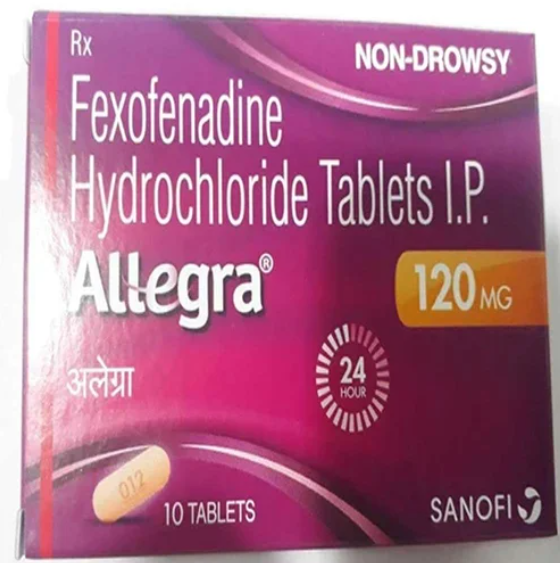 Rx
NON-DROWSY
Fexofenadine
Hydrochloride Tablets I.P.
Allegra®
120 MG
अलेग्रा
24
HOUR
012
10 TABLETS
SANOFI